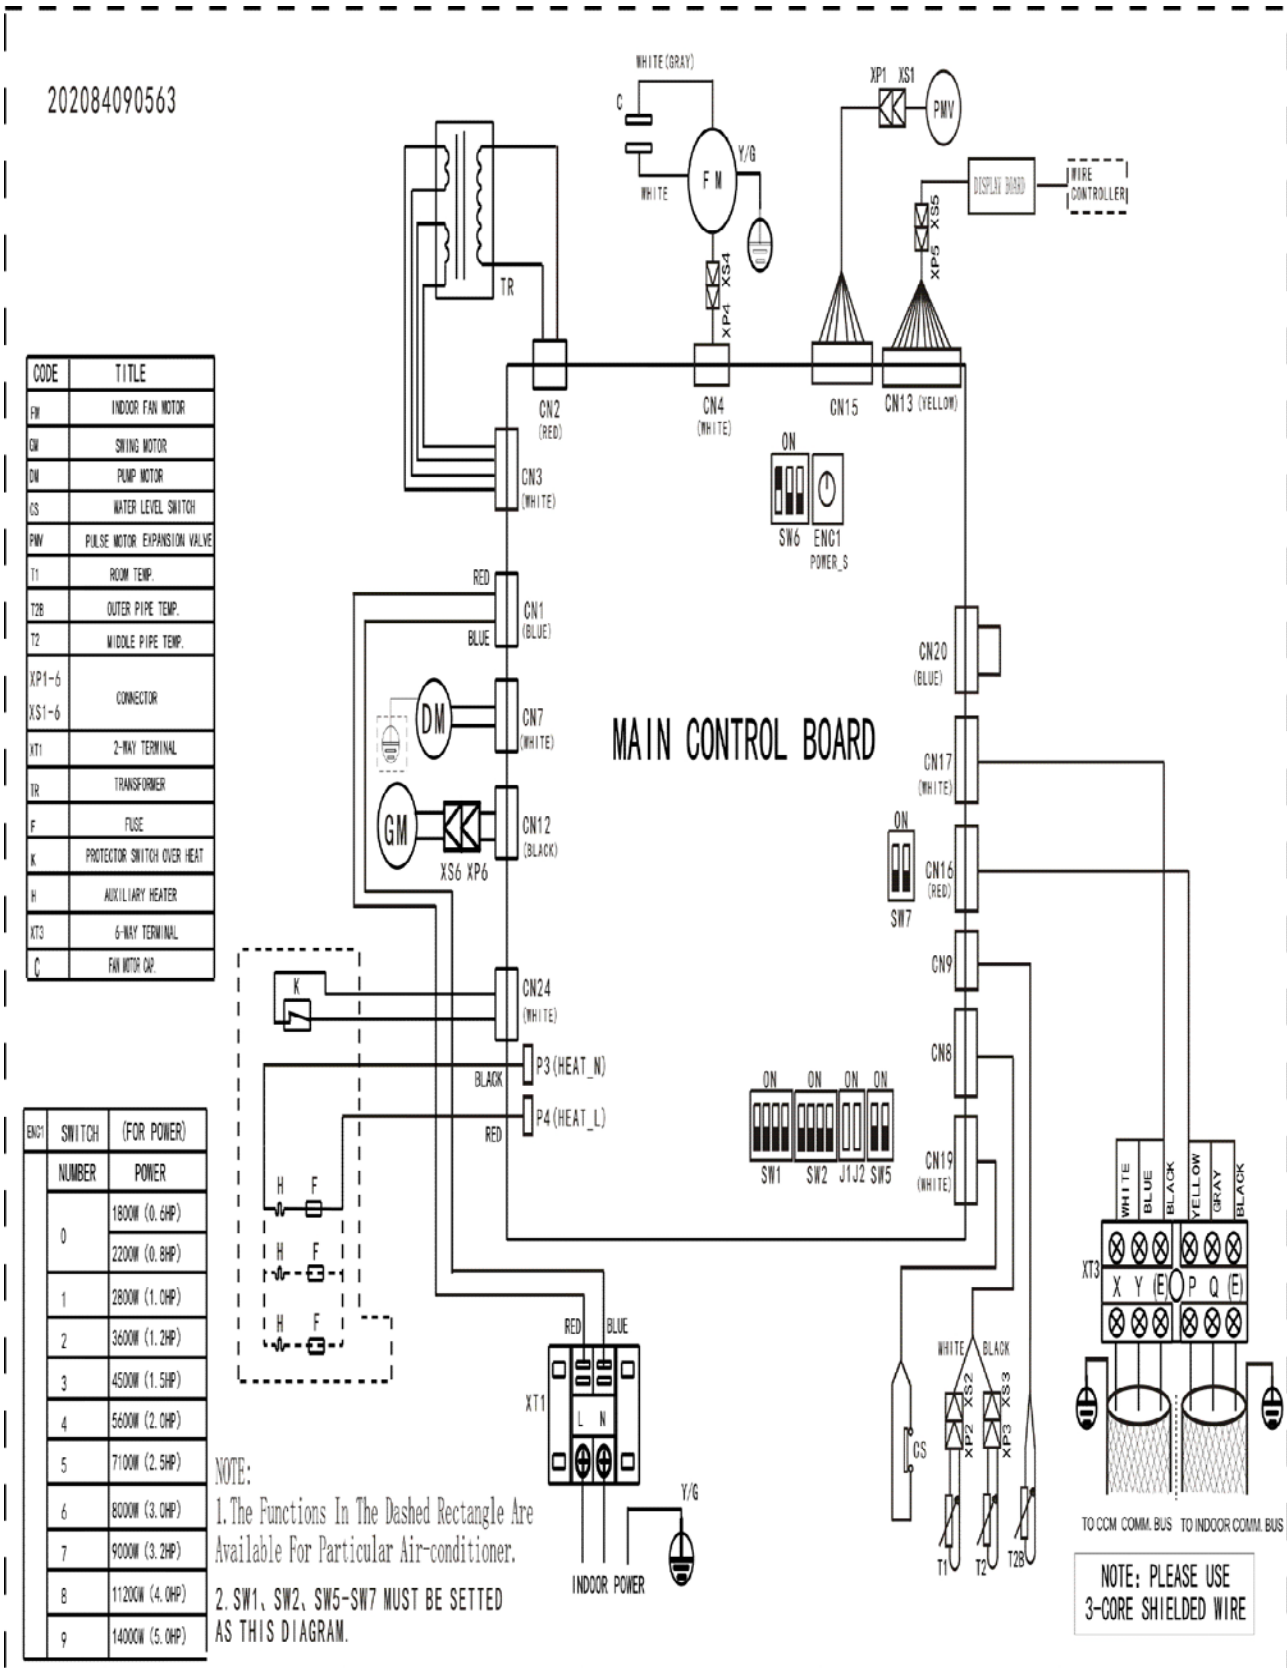 202084090563
WHITE(GRAY)
C
WHITE
F M
Y/G
XP1 XS1
PMV
DISPLAY BOARD
WIRE
CONTROLLER
XS5
XP5
XS4
XP4
TR
CN2
(RED)
CN4
(WHITE)
CN15
CN13 (YELLOW)
CN3
(WHITE)
ON
SW6 ENC1
POWER_S
CODE TITLE
FM INDOOR FAN MOTOR
GM SWING MOTOR
DM PUMP MOTOR
CS WATER LEVEL SWITCH
PMV PULSE MOTOR EXPANSION VALVE
T1 ROOM TEMP.
T2B OUTER PIPE TEMP.
T2 MIDDLE PIPE TEMP.
XP1-6
XS1-6
CONNECTOR
XT1 2-WAY TERMINAL
TR TRANSFORMER
F FUSE
K PROTECTOR SWITCH OVER HEAT
H AUXILIARY HEATER
XT3 6-WAY TERMINAL
C FAN MOTOR CAP.
RED
BLUE
CN1
(BLUE)
DM
CN7
(WHITE)
GM
XS6 XP6
CN12
(BLACK)
MAIN CONTROL BOARD
CN20
(BLUE)
CN17
(WHITE)
ON
SW7
CN16
(RED)
CN9
CN8
CN19
(WHITE)
K
CN24
(WHITE)
BLACK
P3(HEAT_N)
RED
P4(HEAT_L)
ON ON ON ON
SW1 SW2 J1J2 SW5
H F
H F
H F
ENC1 SWITCH (FOR POWER)
NUMBER POWER
0 1800W (0.6HP)
2200W (0.8HP)
1 2800W (1.0HP)
2 3600W (1.2HP)
3 4500W (1.5HP)
4 5600W (2.0HP)
5 7100W (2.5HP)
6 8000W (3.0HP)
7 9000W (3.2HP)
8 11200W (4.0HP)
9 14000W (5.0HP)
NOTE:
1. The Functions In The Dashed Rectangle Are
Available For Particular Air-conditioner.
2. SW1、SW2、SW5-SW7 MUST BE SETTED
AS THIS DIAGRAM.
RED BLUE
XT1
L N
INDOOR POWER
Y/G
CS
WHITE BLACK
XS2
XP2
XS3
XP3
T1 T2 T2B
WHITE
BLUE
BLACK
YELLOW
GRAY
BLACK
XT3
X Y (E) P Q (E)
TO CCM COMM. BUS TO INDOOR COMM. BUS
NOTE: PLEASE USE
3-CORE SHIELDED WIRE